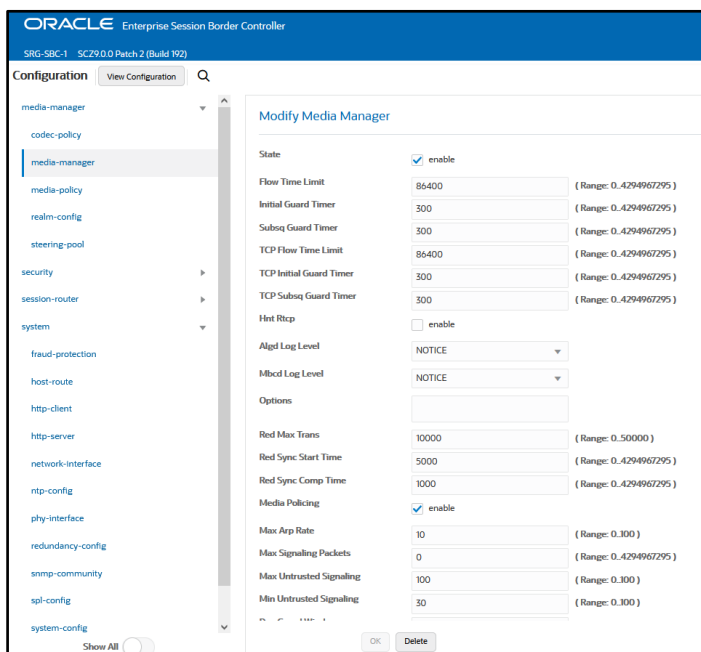 ORACLE Enterprise Session Border Controller
SRG-SBC-1 SCZ9.0.0 Patch 2 (Build 192)
Configuration View Configuration
media-manager
codec-policy
media-manager
media-policy
realm-config
steering-pool
security
session-router
system
fraud-protection
host-route
http-client
http-server
network-interface
ntp-config
phy-interface
redundancy-config
snmp-community
spl-config
system-config
Show All
Modify Media Manager
State enable
Flow Time Limit 86400 ( Range: 0..4294967295 )
Initial Guard Timer 300 ( Range: 0..4294967295 )
Subsq Guard Timer 300 ( Range: 0..4294967295 )
TCP Flow Time Limit 86400 ( Range: 0..4294967295 )
TCP Initial Guard Timer 300 ( Range: 0..4294967295 )
TCP Subsq Guard Timer 300 ( Range: 0..4294967295 )
Hnt Rtcp enable
Algd Log Level NOTICE
Mbcd Log Level NOTICE
Options
Red Max Trans 10000 ( Range: 0..50000 )
Red Sync Start Time 5000 ( Range: 0..4294967295 )
Red Sync Comp Time 1000 ( Range: 0..4294967295 )
Media Policing enable
Max Arp Rate 10 ( Range: 0..100 )
Max Signaling Packets 0 ( Range: 0..4294967295 )
Max Untrusted Signaling 100 ( Range: 0..100 )
Min Untrusted Signaling 30 ( Range: 0..100 )
OK Delete